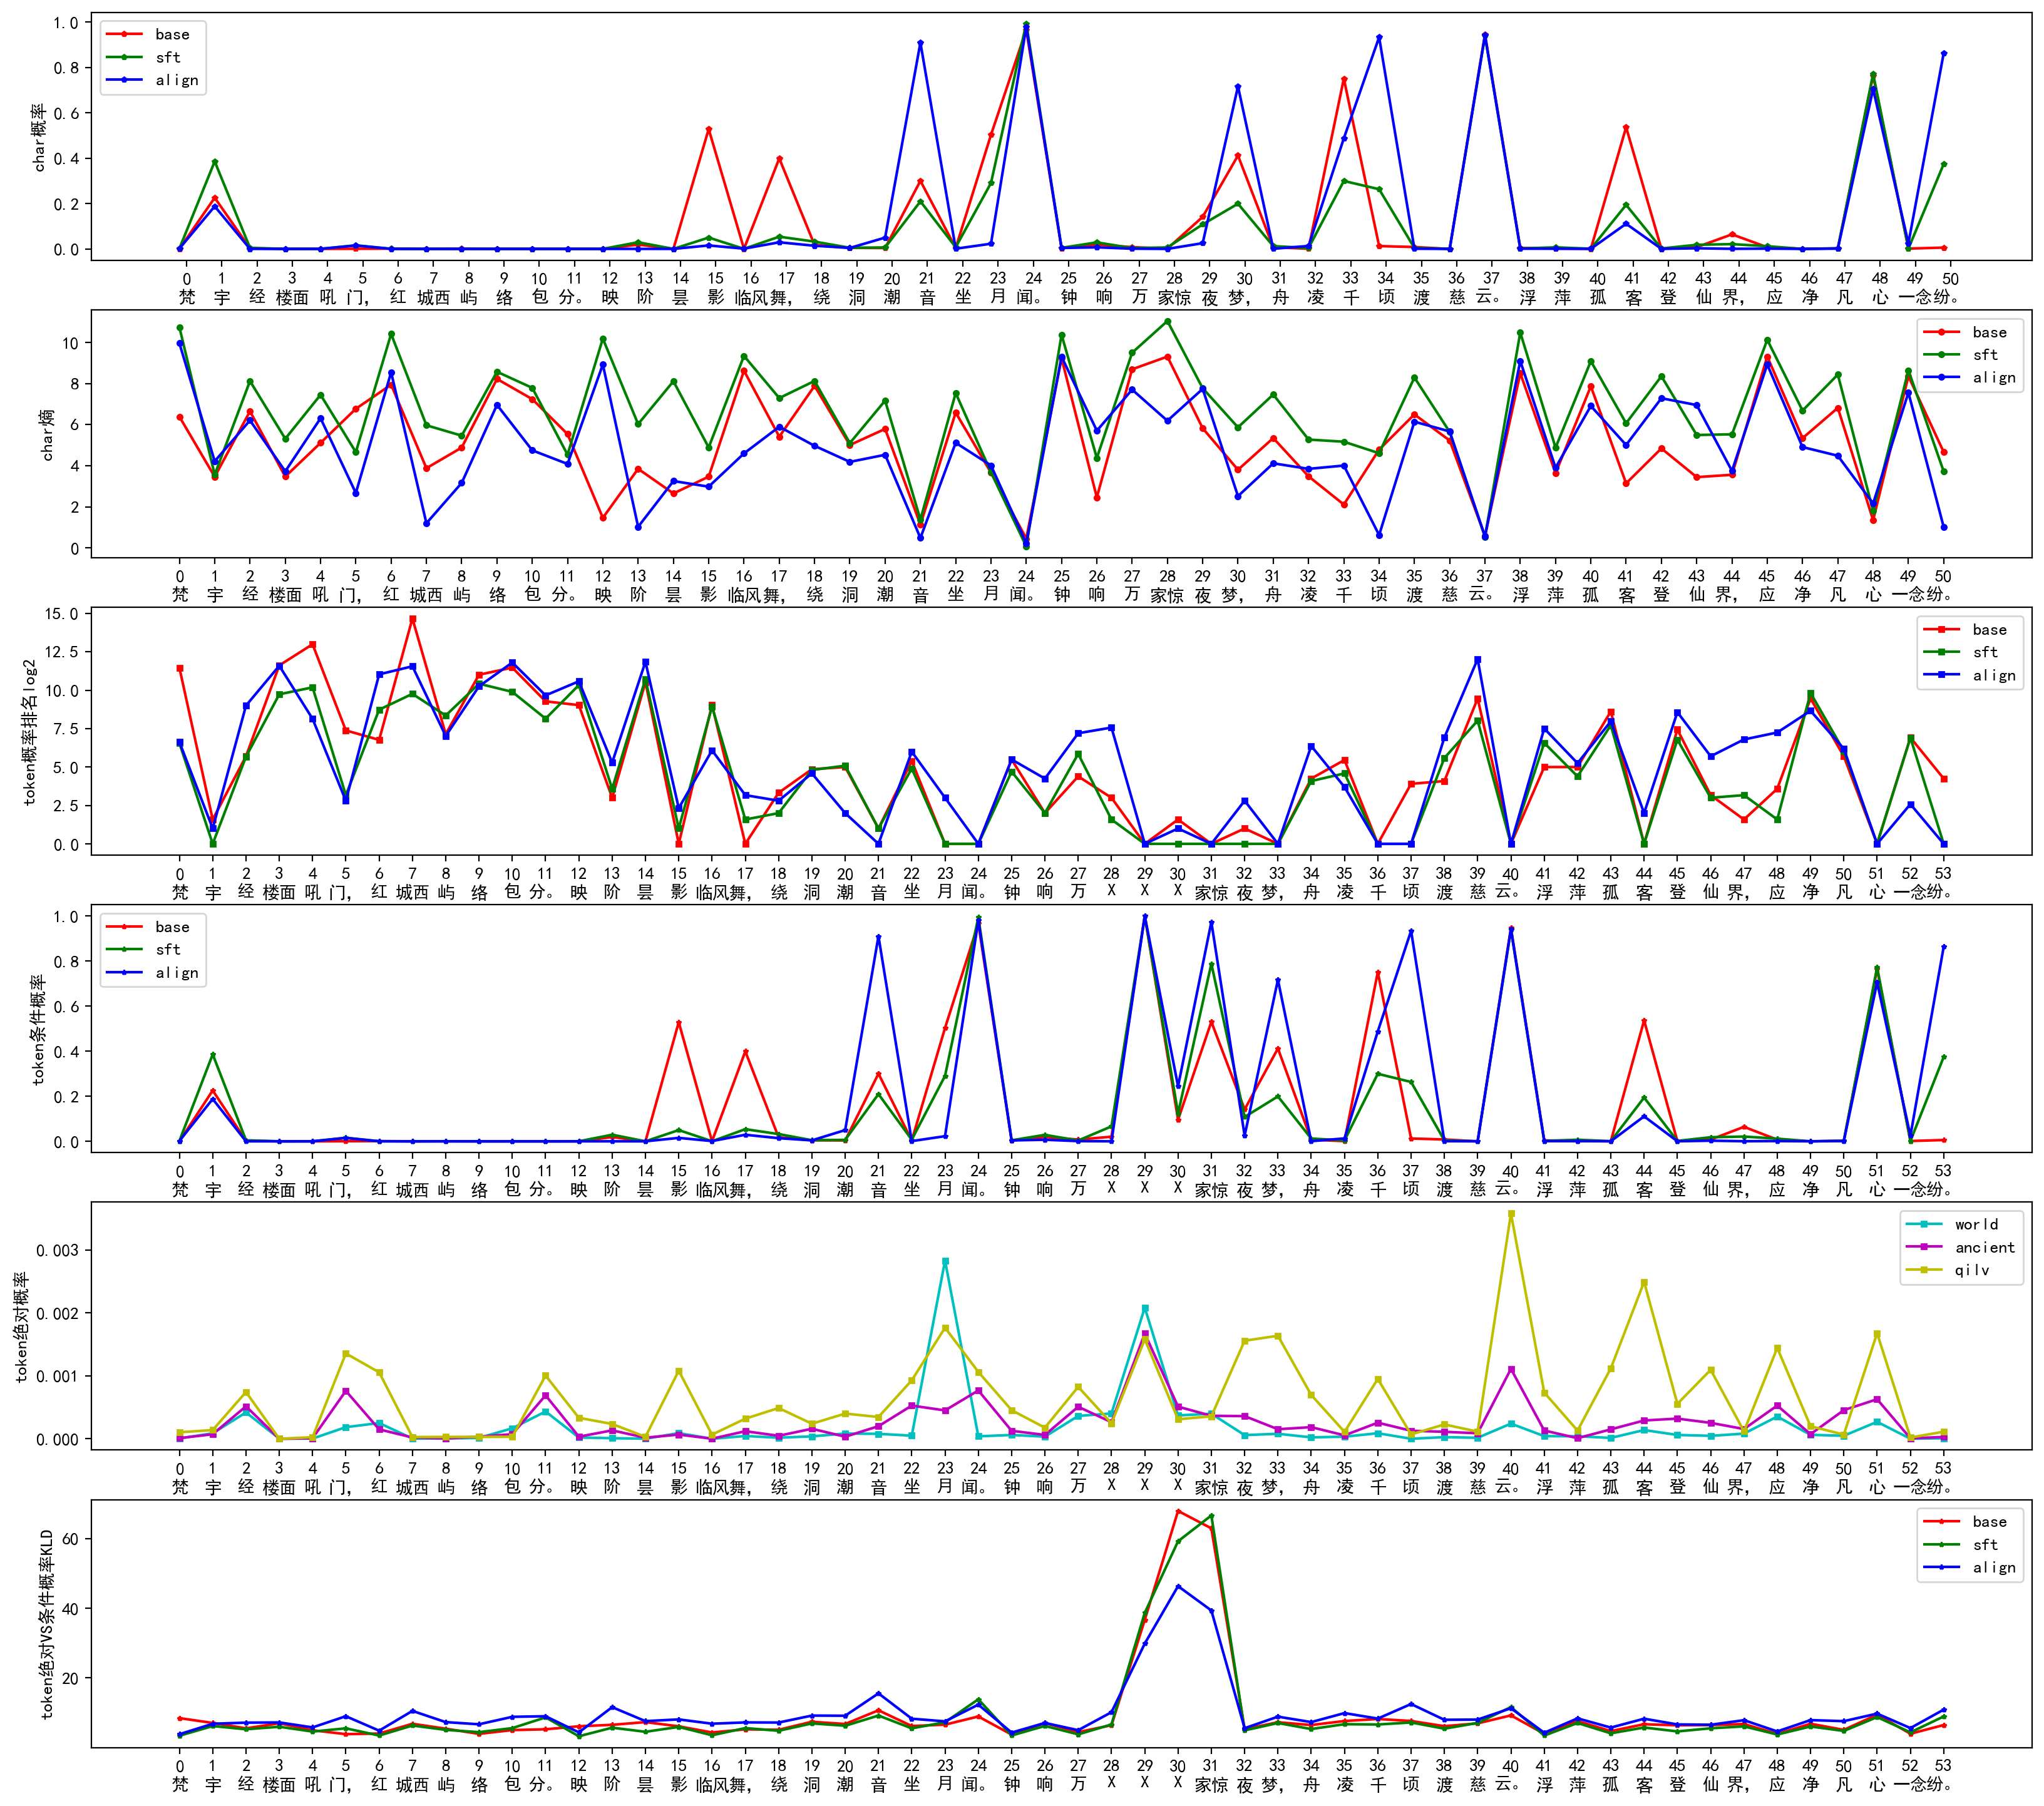 char概率
1.0
0.8
0.6
0.4
0.2
0.0
base
sft
align
0 1 2 3 4 5 6 7 8 9 10 11 12 13 14 15 16 17 18 19 20 21 22 23 24 25 26 27 28 29 30 31 32 33 34 35 36 37 38 39 40 41 42 43 44 45 46 47 48 49 50
梵 宇 经 楼面 吼 门， 红 城西 屿 络 包 分。 映 阶 昙 影 临风舞， 绕 洞 潮 音 坐 月 闻。 钟 响 万 家惊 夜 梦， 舟 凌 千 顷 渡 慈 云。 浮 萍 孤 客 登 仙 界， 应 净 凡 心 一念纷。
char熵
10
8
6
4
2
0
base
sft
align
0 1 2 3 4 5 6 7 8 9 10 11 12 13 14 15 16 17 18 19 20 21 22 23 24 25 26 27 28 29 30 31 32 33 34 35 36 37 38 39 40 41 42 43 44 45 46 47 48 49 50
梵 宇 经 楼面 吼 门， 红 城西 屿 络 包 分。 映 阶 昙 影 临风舞， 绕 洞 潮 音 坐 月 闻。 钟 响 万 家惊 夜 梦， 舟 凌 千 顷 渡 慈 云。 浮 萍 孤 客 登 仙 界， 应 净 凡 心 一念纷。
token概率排名log2
15.0
12.5
10.0
7.5
5.0
2.5
0.0
base
sft
align
0 1 2 3 4 5 6 7 8 9 10 11 12 13 14 15 16 17 18 19 20 21 22 23 24 25 26 27 28 29 30 31 32 33 34 35 36 37 38 39 40 41 42 43 44 45 46 47 48 49 50 51 52 53
梵 宇 经 楼面 吼 门， 红 城西 屿 络 包 分。 映 阶 昙 影 临风舞， 绕 洞 潮 音 坐 月 闻。 钟 响 万 X X X 家惊 夜 梦， 舟 凌 千 顷 渡 慈 云。 浮 萍 孤 客 登 仙 界， 应 净 凡 心 一念纷。
token条件概率
1.0
0.8
0.6
0.4
0.2
0.0
base
sft
align
0 1 2 3 4 5 6 7 8 9 10 11 12 13 14 15 16 17 18 19 20 21 22 23 24 25 26 27 28 29 30 31 32 33 34 35 36 37 38 39 40 41 42 43 44 45 46 47 48 49 50 51 52 53
梵 宇 经 楼面 吼 门， 红 城西 屿 络 包 分。 映 阶 昙 影 临风舞， 绕 洞 潮 音 坐 月 闻。 钟 响 万 X X X 家惊 夜 梦， 舟 凌 千 顷 渡 慈 云。 浮 萍 孤 客 登 仙 界， 应 净 凡 心 一念纷。
token绝对概率
0.003
0.002
0.001
0.000
world
ancient
qilv
0 1 2 3 4 5 6 7 8 9 10 11 12 13 14 15 16 17 18 19 20 21 22 23 24 25 26 27 28 29 30 31 32 33 34 35 36 37 38 39 40 41 42 43 44 45 46 47 48 49 50 51 52 53
梵 宇 经 楼面 吼 门， 红 城西 屿 络 包 分。 映 阶 昙 影 临风舞， 绕 洞 潮 音 坐 月 闻。 钟 响 万 X X X 家惊 夜 梦， 舟 凌 千 顷 渡 慈 云。 浮 萍 孤 客 登 仙 界， 应 净 凡 心 一念纷。
token绝对VS条件概率KLD
60
40
20
base
sft
align
0 1 2 3 4 5 6 7 8 9 10 11 12 13 14 15 16 17 18 19 20 21 22 23 24 25 26 27 28 29 30 31 32 33 34 35 36 37 38 39 40 41 42 43 44 45 46 47 48 49 50 51 52 53
梵 宇 经 楼面 吼 门， 红 城西 屿 络 包 分。 映 阶 昙 影 临风舞， 绕 洞 潮 音 坐 月 闻。 钟 响 万 X X X 家惊 夜 梦， 舟 凌 千 顷 渡 慈 云。 浮 萍 孤 客 登 仙 界， 应 净 凡 心 一念纷。